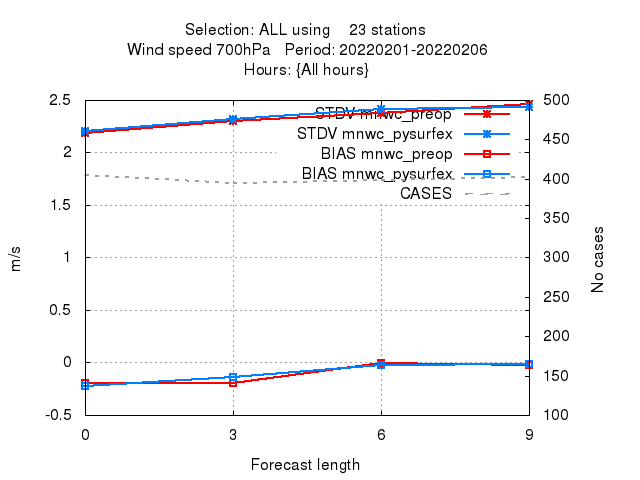 Selection: ALL using    23 stations
Wind speed 700hPa   Period: 20220201-20220206
Hours: {All hours}
2.5
2
1.5
1
0.5
0
-0.5
m/s
STDV mnwc_preop
STDV mnwc_pysurfex
BIAS mnwc_preop
BIAS mnwc_pysurfex
CASES
500
450
400
350
300
250
200
150
100
No cases
0 3 6 9
Forecast length